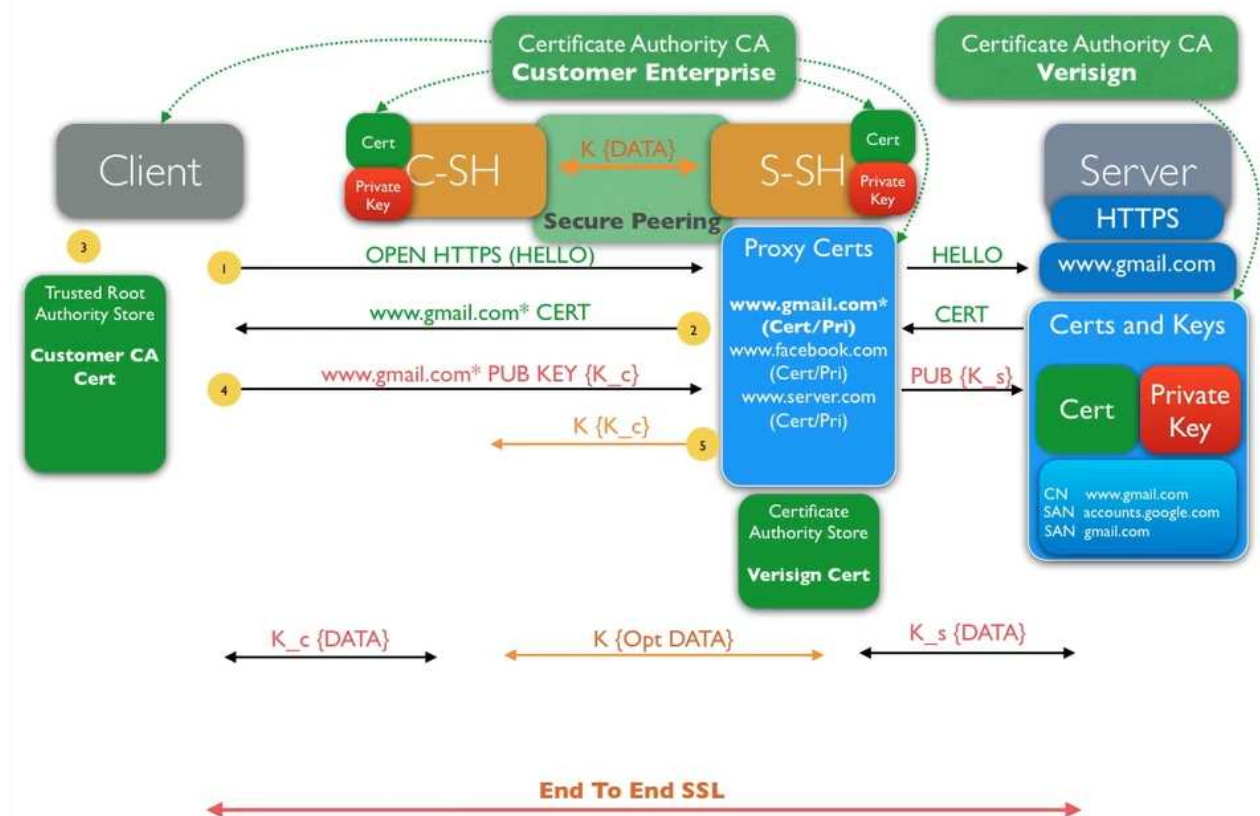 Certificate Authority CA
Customer Enterprise
Certificate Authority CA
Verisign
Client
Cert
Private
Key
C-SH
K {DATA}
Secure Peering
S-SH
Cert
Private
Key
Server
HTTPS
www.gmail.com
3
Trusted Root
Authority Store
Customer CA
Cert
1
OPEN HTTPS (HELLO)
www.gmail.com* CERT
2
4
www.gmail.com* PUB KEY {K_c}
K {K_c}
5
Proxy Certs
www.gmail.com*
(Cert/Pri)
www.facebook.com
(Cert/Pri)
www.server.com
(Cert/Pri)
HELLO
CERT
PUB {K_s}
Certs and Keys
Cert
Private
Key
CN www.gmail.com
SAN accounts.google.com
SAN gmail.com
Certificate
Authority Store
Verisign Cert
K_c {DATA}
K {Opt DATA}
K_s {DATA}
End To End SSL